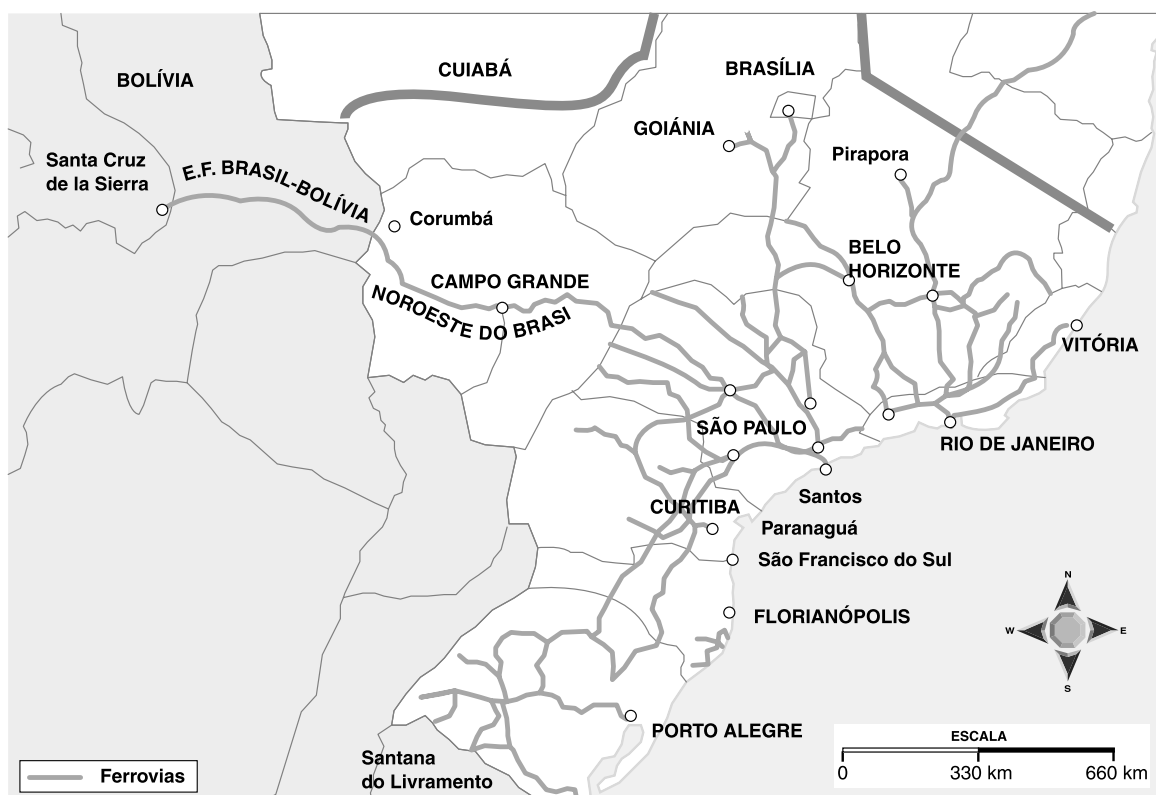 BOLÍVIA
CUIABÁ
BRASÍLIA
GOIÁNIA
Pirapora
Santa Cruz
de la Sierra
E.F. BRASIL-BOLÍVIA
Corumbá
BELO
HORIZONTE
CAMPO GRANDE
NOROESTE DO BRASI
VITÓRIA
SÃO PAULO
RIO DE JANEIRO
Santos
CURITIBA
Paranaguá
São Francisco do Sul
FLORIANÓPOLIS
N
W
E
S
PORTO ALEGRE
ESCALA
0 330 km 660 km
Santana
do Livramento
Ferrovias